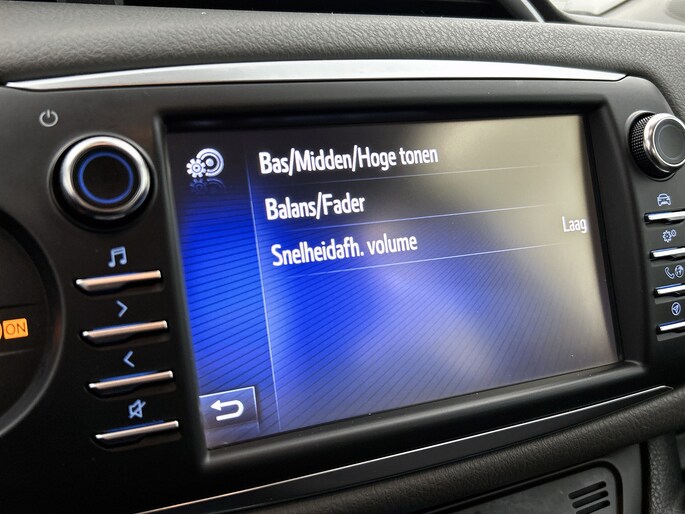 Bas/Midden/Hoge tonen
Balans/Fader
Snelheidafh. volume Laag
ON